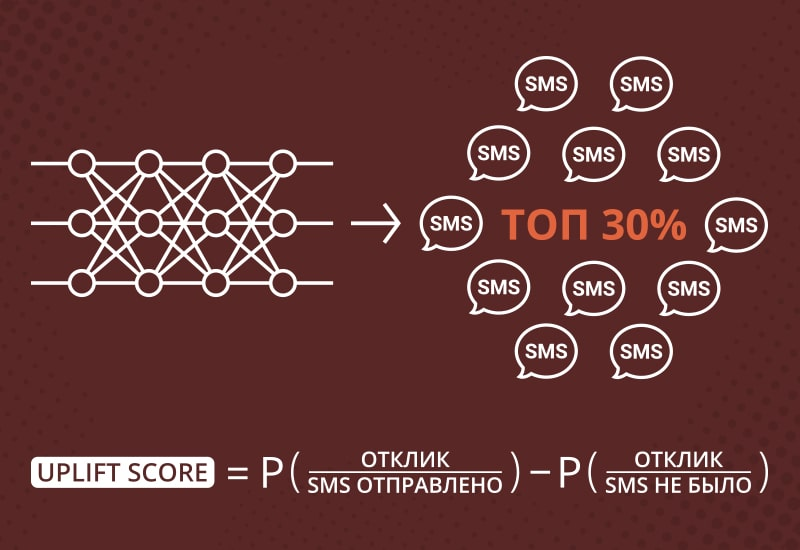 SMS SMS
SMS SMS SMS
SMS ТОП 30% SMS
SMS SMS SMS
SMS SMS
UPLIFT SCORE = P ( ОТКЛИК / SMS ОТПРАВЛЕНО ) – P ( ОТКЛИК / SMS НЕ БЫЛО )